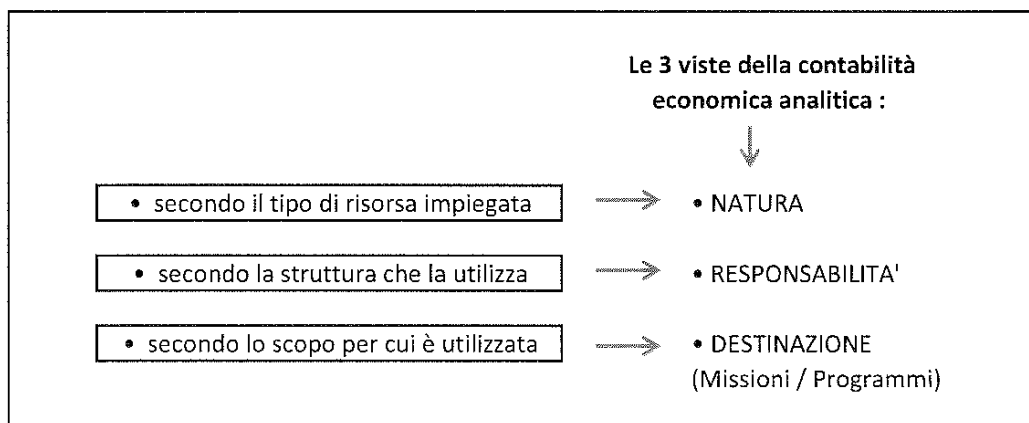 Le 3 viste della contabilità
economica analitica :
• secondo il tipo di risorsa impiegata
• NATURA
• secondo la struttura che la utilizza
• RESPONSABILITA'
• secondo lo scopo per cui è utilizzata
• DESTINAZIONE
(Missioni / Programmi)